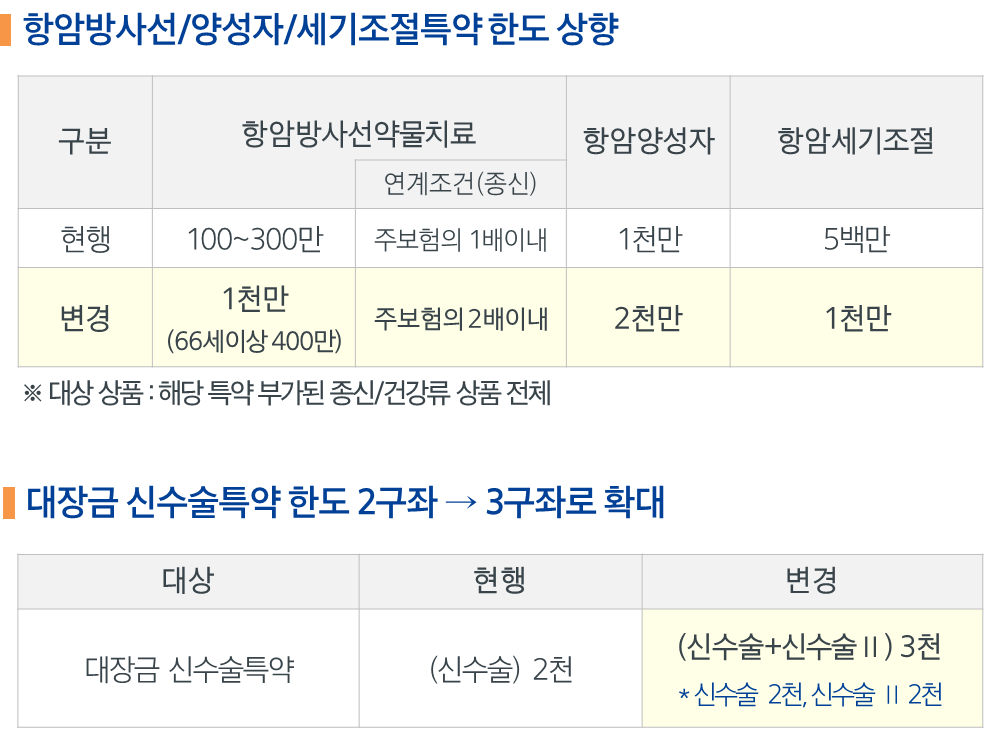 항암방사선/양성자/세기조절특약 한도 상향
구분 항암방사선약물치료 항암양성자 항암세기조절
연계조건(종신)
현행 100~300만 주보험의 1배이내 1천만 5백만
변경 1천만 (66세이상 400만) 주보험의 2배이내 2천만 1천만
※ 대상 상품 : 해당 특약 부가된 종신/건강류 상품 전체
대장금 신수술특약 한도 2구좌 → 3구좌로 확대
대상 현행 변경
대장금 신수술특약 (신수술) 2천 (신수술+신수술Ⅱ) 3천
* 신수술 2천, 신수술 Ⅱ 2천